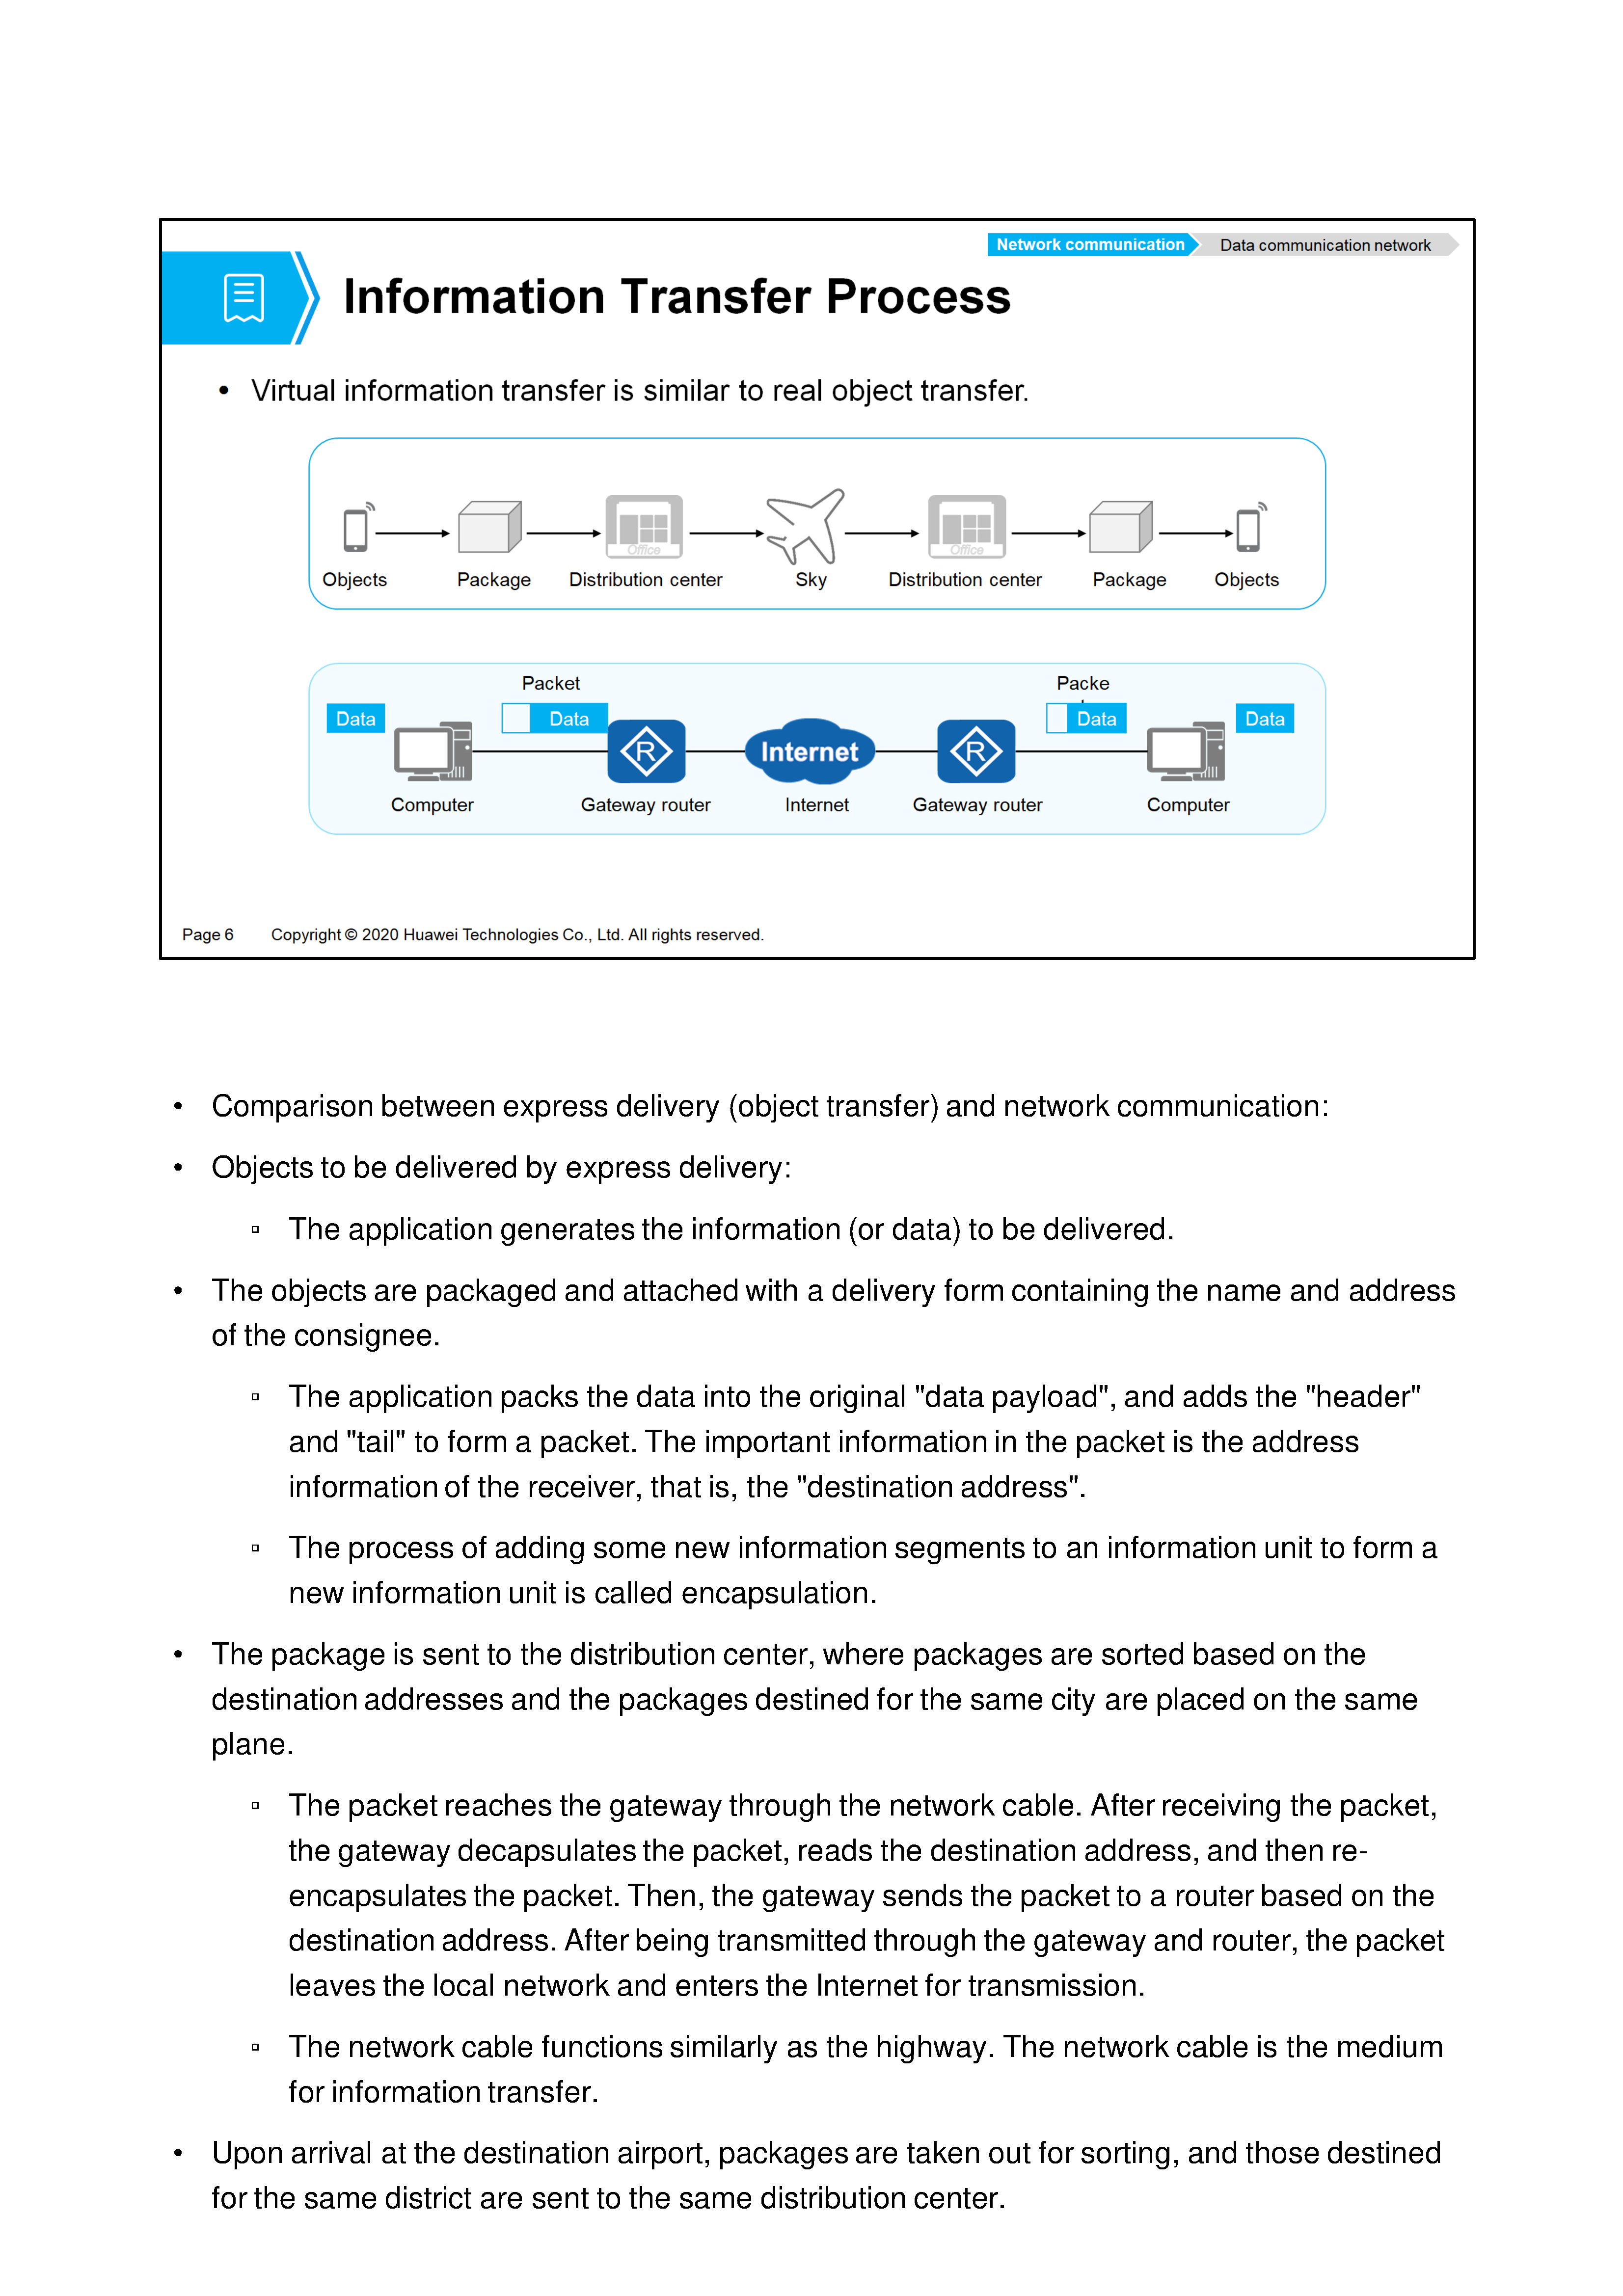 Network communication
Data communication network
Information Transfer Process
• Virtual information transfer is similar to real object transfer.
Office
Office
Objects
Package
Distribution center
Sky
Distribution center
Package
Objects
Packet
Packe
Data
Data
Data
Data
R
Internet
R
Computer
Gateway router
Internet
Gateway router
Computer
Page 6
Copyright © 2020 Huawei Technologies Co., Ltd. All rights reserved.
• Comparison between express delivery (object transfer) and network communication:
• Objects to be delivered by express delivery:
▫ The application generates the information (or data) to be delivered.
• The objects are packaged and attached with a delivery form containing the name and address
of the consignee.
▫ The application packs the data into the original "data payload", and adds the "header"
and "tail" to form a packet. The important information in the packet is the address
information of the receiver, that is, the "destination address".
▫ The process of adding some new information segments to an information unit to form a
new information unit is called encapsulation.
• The package is sent to the distribution center, where packages are sorted based on the
destination addresses and the packages destined for the same city are placed on the same
plane.
▫ The packet reaches the gateway through the network cable. After receiving the packet,
the gateway decapsulates the packet, reads the destination address, and then re-
encapsulates the packet. Then, the gateway sends the packet to a router based on the
destination address. After being transmitted through the gateway and router, the packet
leaves the local network and enters the Internet for transmission.
▫ The network cable functions similarly as the highway. The network cable is the medium
for information transfer.
• Upon arrival at the destination airport, packages are taken out for sorting, and those destined
for the same district are sent to the same distribution center.